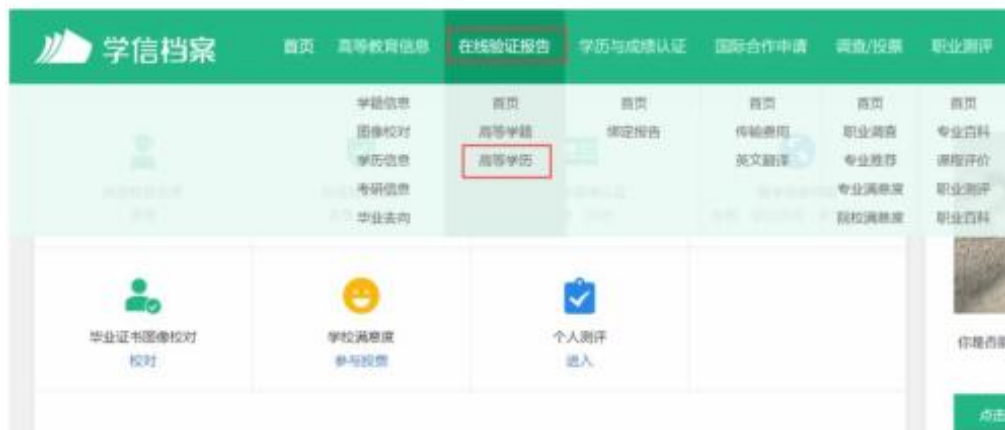 学信档案
首页 高等教育信息 在线验证报告 学历与成绩认证 国际合作申请 调查/投票 职业测评
学籍信息 首页 首页 首页 首页 首页
图像校对 高等学籍 绑定报告 传输费用 职业调查 专业百科
学历信息 高等学历 英文翻译 专业推荐 课程评价
考研信息 专业满意度 职业测评
毕业去向 院校满意度 职业百科
毕业证书图像校对 学校满意度 个人测评
校对 参与投票 进入
你是否
点击